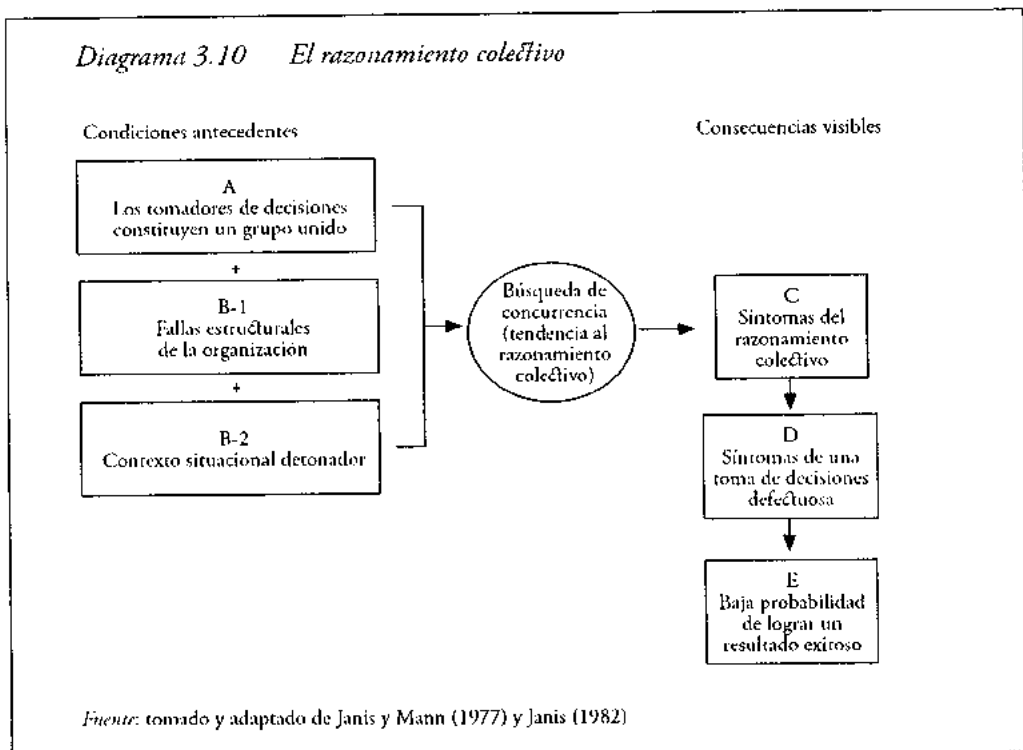 Diagrama 3.10 El razonamiento colectivo
Condiciones antecedentes
Consecuencias visibles
A
Los tomadores de decisiones
constituyen un grupo unido
+
B-1
Fallas estructurales
de la organización
+
B-2
Contexto situacional detonador
Búsqueda de
concurrencia
(tendencia al
razonamiento
colectivo)
C
Síntomas del
razonamiento
colectivo
D
Síntomas de una
toma de decisiones
defectuosa
E
Baja probabilidad
de lograr un
resultado exitoso
Fuente: tomado y adaptado de Janis y Mann (1977) y Janis (1982)